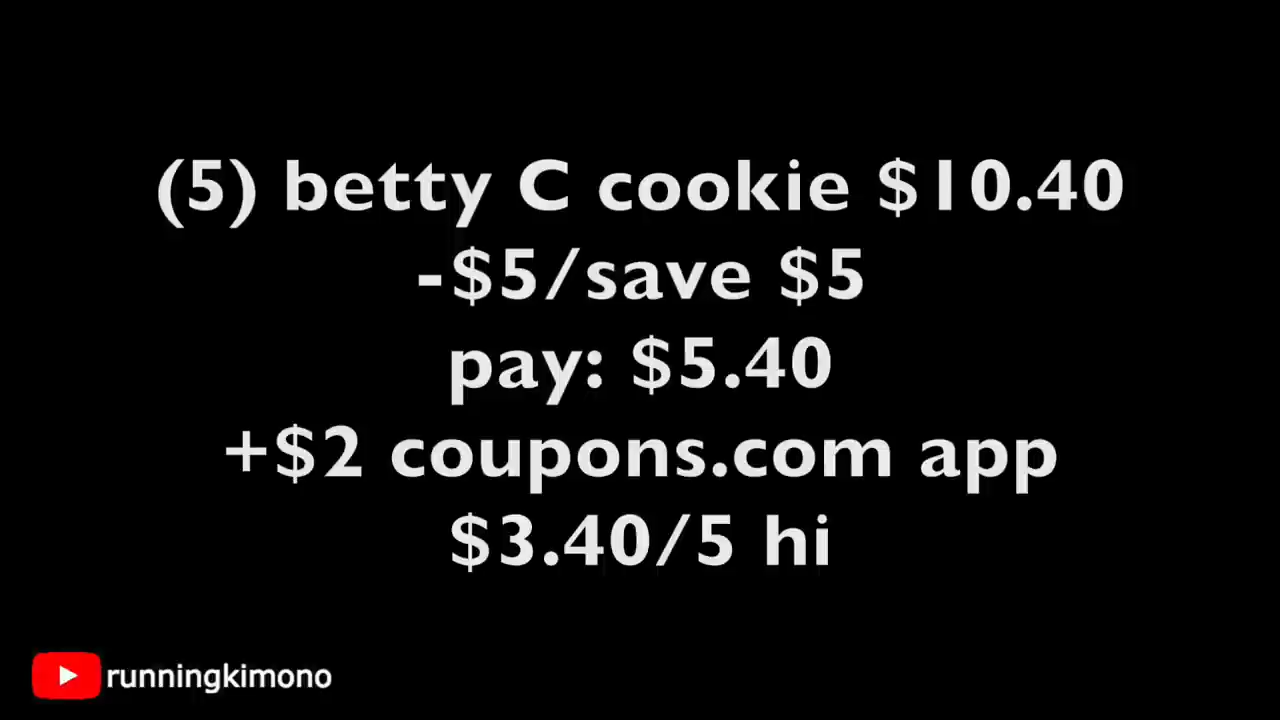 (5) betty C cookie $10.40
-$5/save $5
pay: $5.40
+$2 coupons.com app
$3.40/5 hi
runningkimono